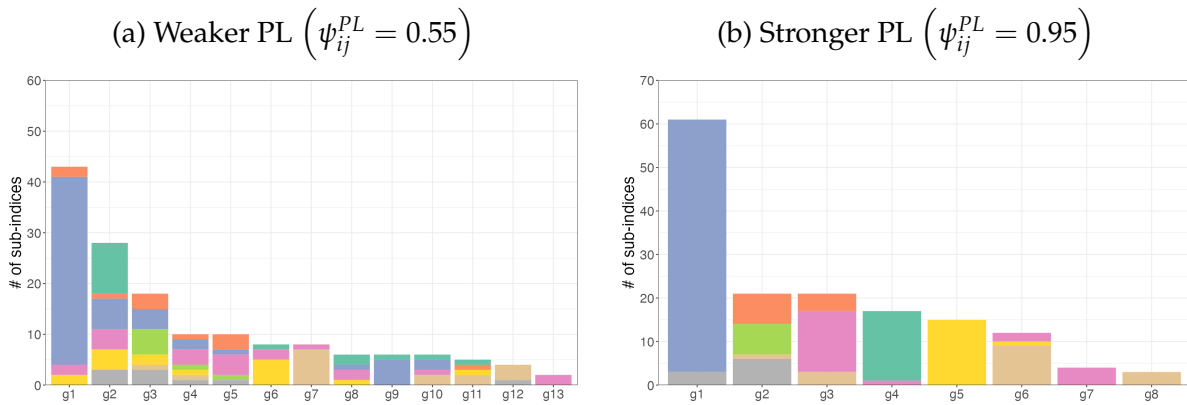 (a) Weaker PL (ψ_{ij}^{PL} = 0.55)
# of sub-indices
60
50
40
30
20
10
0
g1 g2 g3 g4 g5 g6 g7 g8 g9 g10 g11 g12 g13
(b) Stronger PL (ψ_{ij}^{PL} = 0.95)
# of sub-indices
70
60
50
40
30
20
10
0
g1 g2 g3 g4 g5 g6 g7 g8